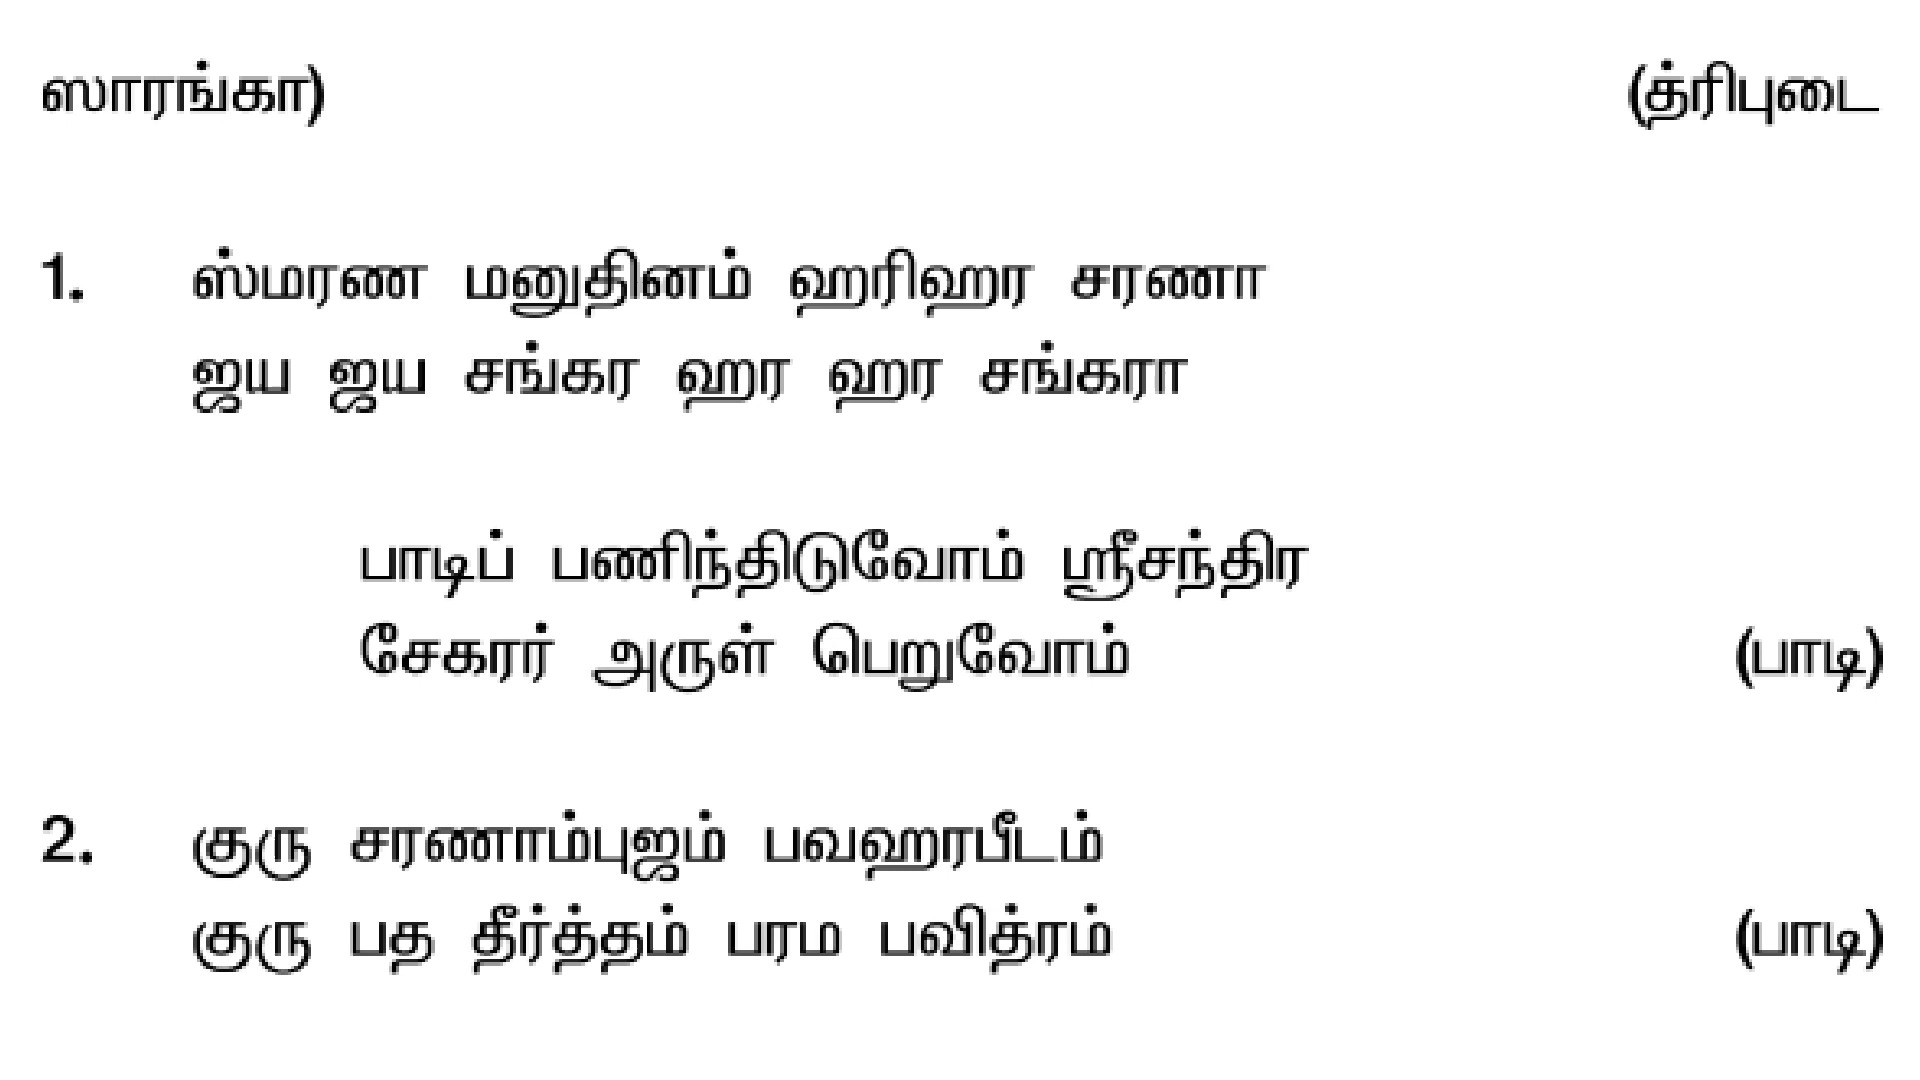 ஸாரங்கா) (த்ரிபுடை
1. ஸ்மரண மனுதினம் ஹரிஹர சரணா
ஜய ஜய சங்கர ஹர ஹர சங்கரா
பாடிப் பணிந்திடுவோம் ஸ்ரீசந்திர
சேகரர் அருள் பெறுவோம் (பாடி)
2. குரு சரணாம்புஜம் பவஹரபீடம்
குரு பத தீர்த்தம் பரம பவித்ரம் (பாடி)